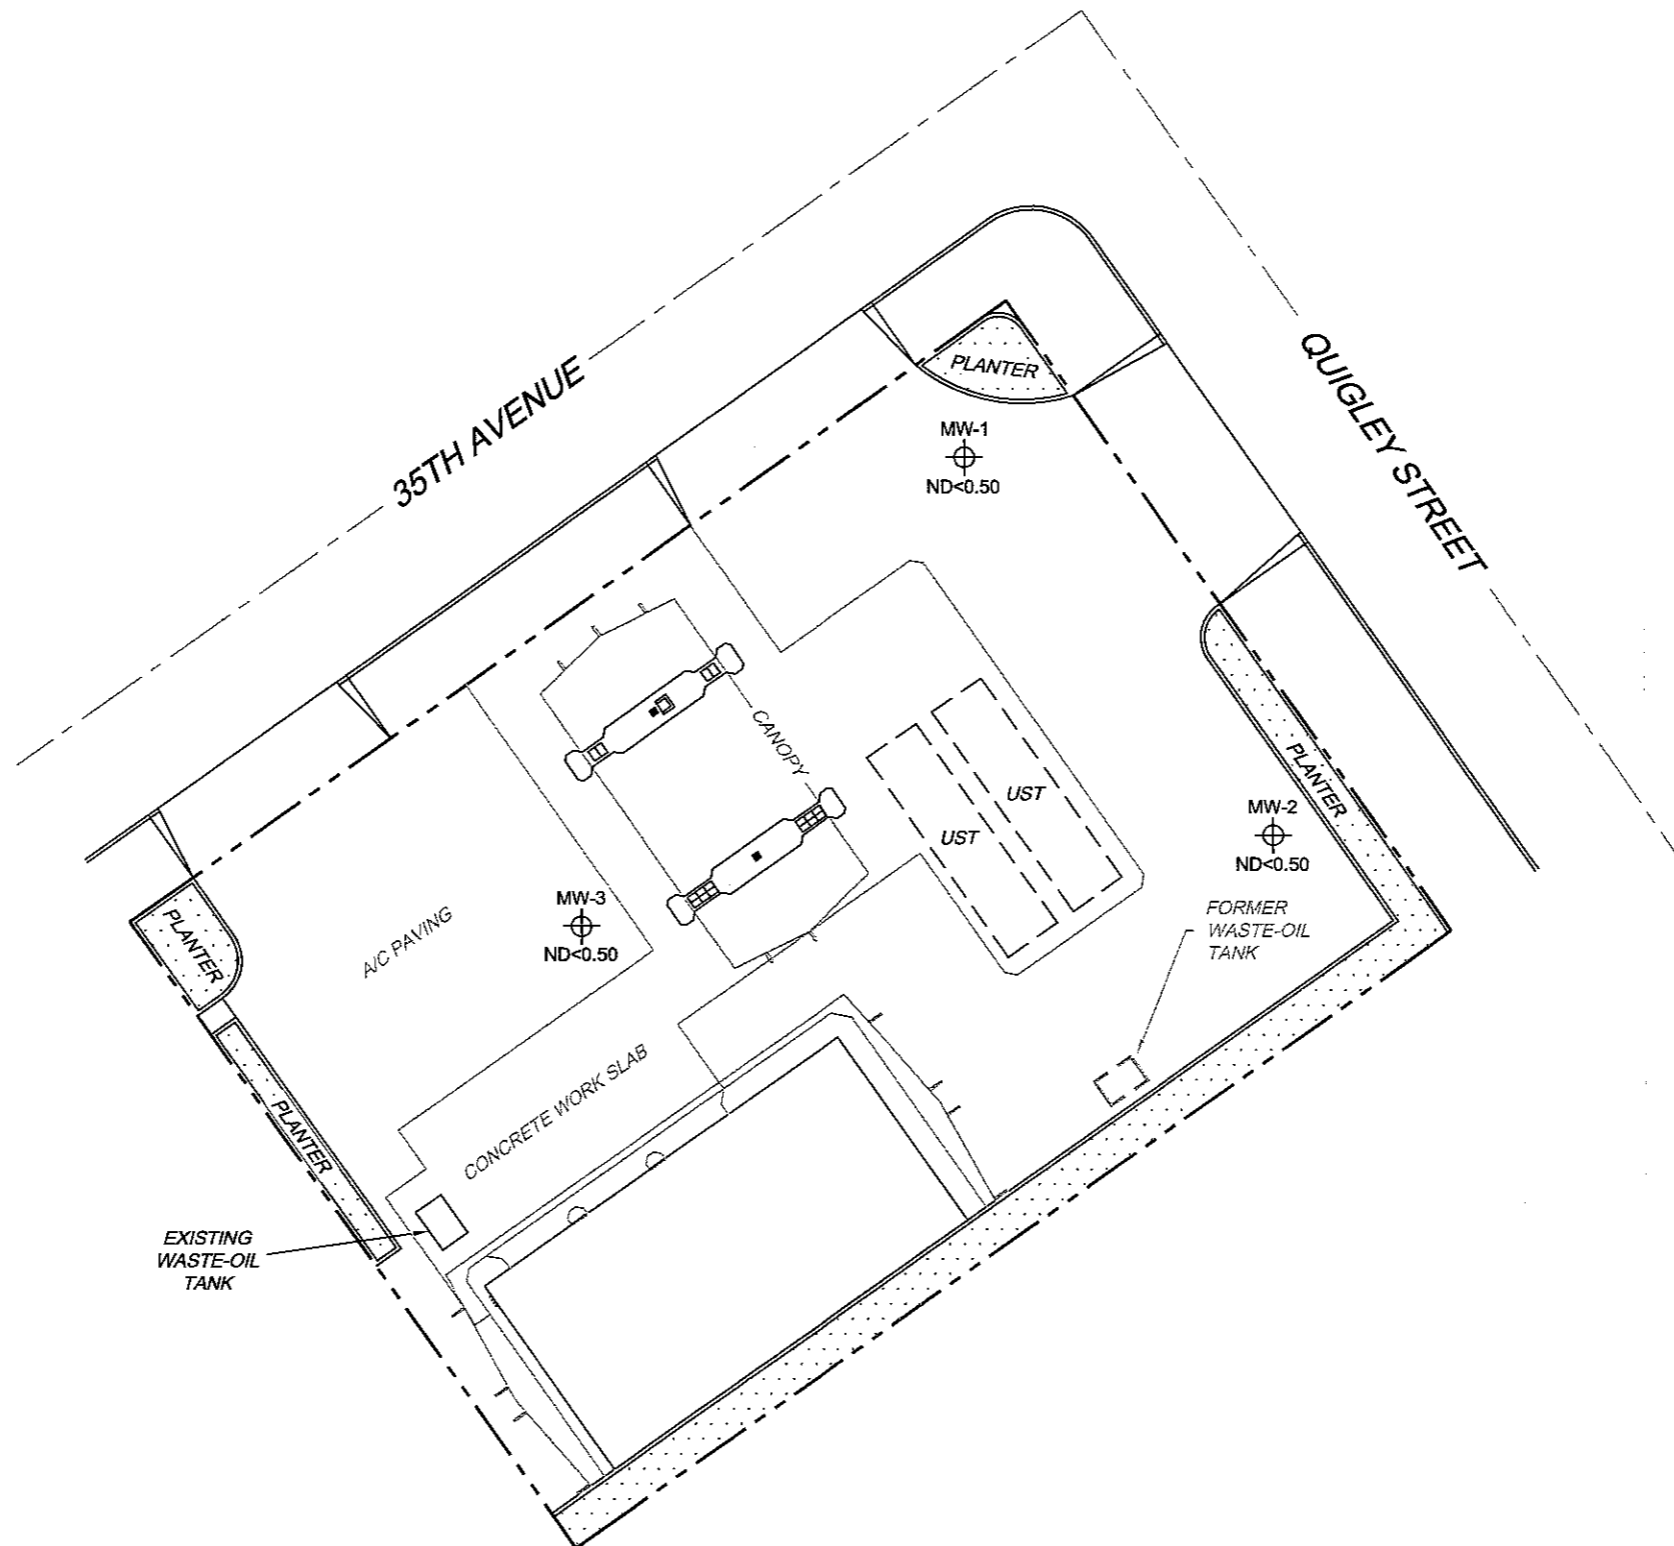 35TH AVENUE
QUIGLEY STREET
PLANTER
MW-1
ND<0.50
CANOPY
UST
UST
PLANTER
MW-2
ND<0.50
MW-3
ND<0.50
A/C PAVING
PLANTER
FORMER
WASTE-OIL
TANK
CONCRETE WORK SLAB
PLANTER
EXISTING
WASTE-OIL
TANK